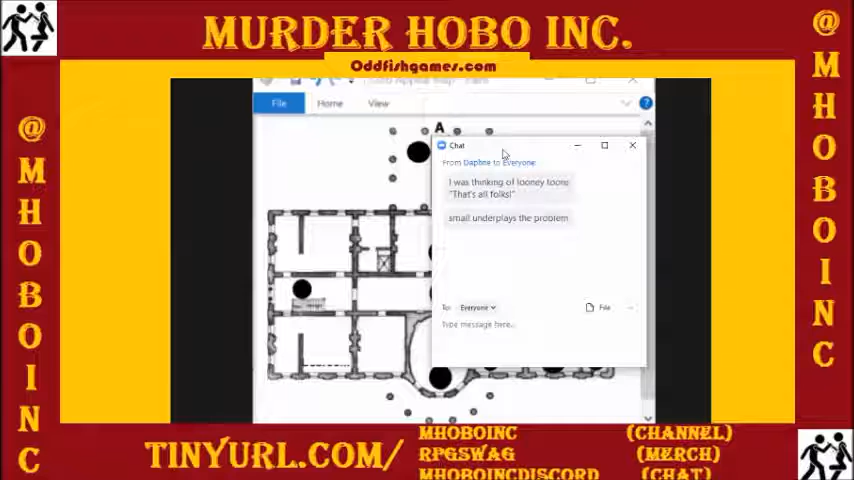 MURDER HOBO INC.
Oddfishgames.com
@MHOBOINC
@MHOBOINC
File
Home
View
A
Chat
From Daphne to Everyone
I was thinking of looney toons
"That's all folks!"
small underplays the problem
To:
Everyone
File
Type message here..
TINYURL.COM/
MHOBOINC (CHANNEL)
RPGSWAG (MERCH)
MHOBOINCDISCORD (CHAT)